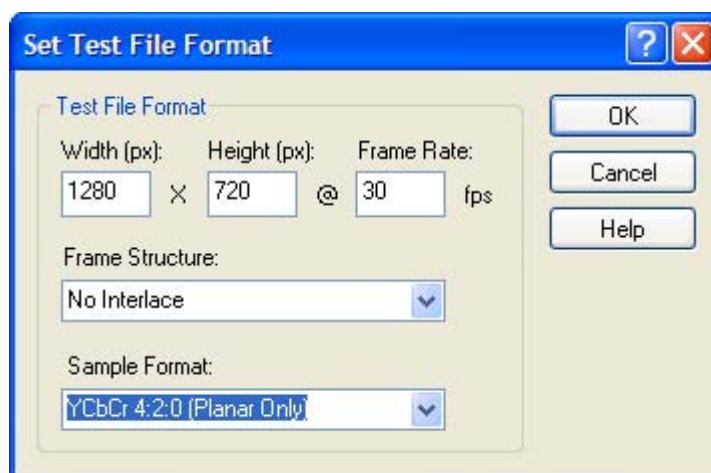 Set Test File Format
Test File Format
Width (px): Height (px): Frame Rate:
1280 X 720 @ 30 fps
Frame Structure:
No Interlace
Sample Format:
YCbCr 4:2:0 (Planar Only)
OK
Cancel
Help